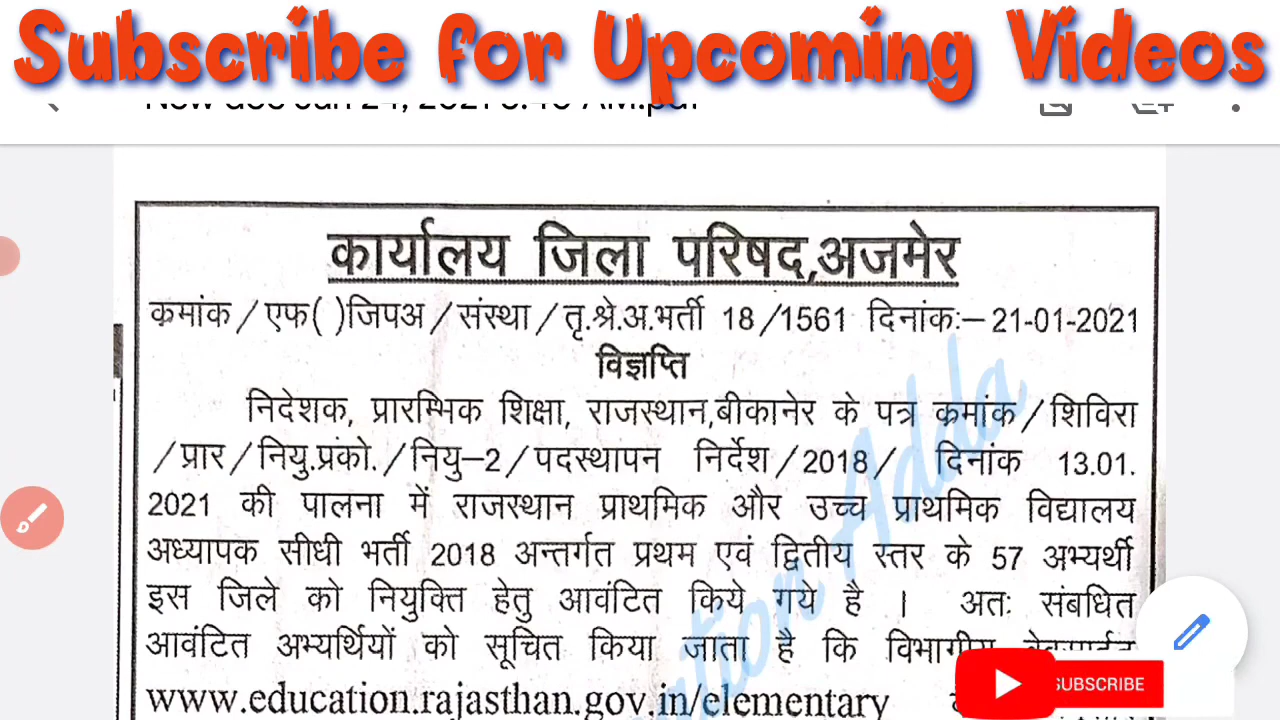 Subscribe for Upcoming Videos
कार्यालय जिला परिषद,अजमेर
क्रमांक/एफ( )जिपअ/संस्था/तृ.श्रे.अ.भर्ती 18/1561 दिनांकः–21-01-2021
विज्ञप्ति
निदेशक, प्रारम्भिक शिक्षा, राजस्थान,बीकानेर के पत्र क्रमांक/शिविरा
/प्रार/नियु.प्रंको./नियु–2/पदस्थापन निर्देश/2018/ दिनांक 13.01.
2021 की पालना में राजस्थान प्राथमिक और उच्च प्राथमिक विद्यालय
अध्यापक सीधी भर्ती 2018 अन्तर्गत प्रथम एवं द्वितीय स्तर के 57 अभ्यर्थी
इस जिले को नियुक्ति हेतु आवंटित किये गये है । अतः संबधित
आवंटित अभ्यर्थियों को सूचित किया जाता है कि विभागीय
www.education.rajasthan.gov.in/elementary
SUBSCRIBE